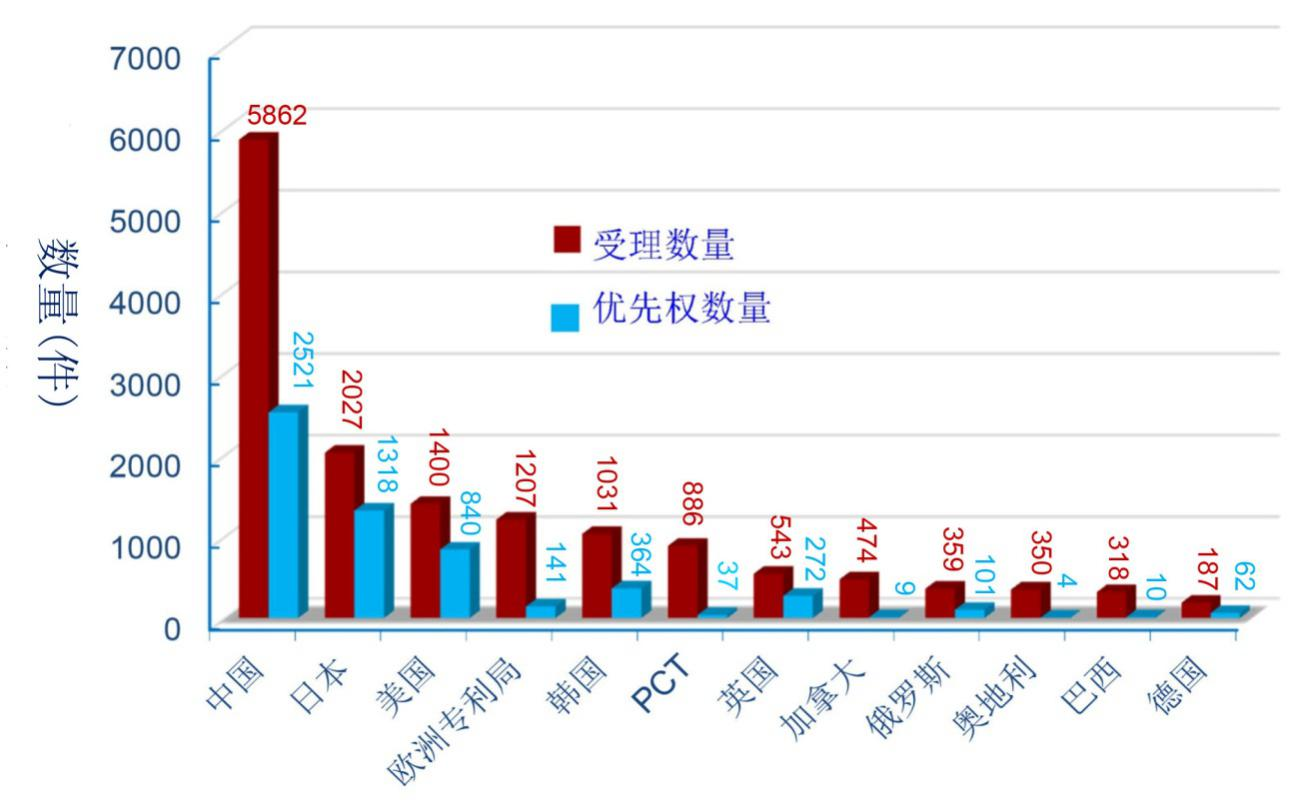 7000
6000
5000
4000
3000
2000
1000
0
数量(件)
受理数量
优先权数量
5862
2521
2027
1318
1400
840
1207
141
1031
364
886
37
543
272
474
9
359
101
350
4
318
10
187
62
中国
日本
美国
欧洲专利局
韩国
PCT
英国
加拿大
俄罗斯
奥地利
巴西
德国